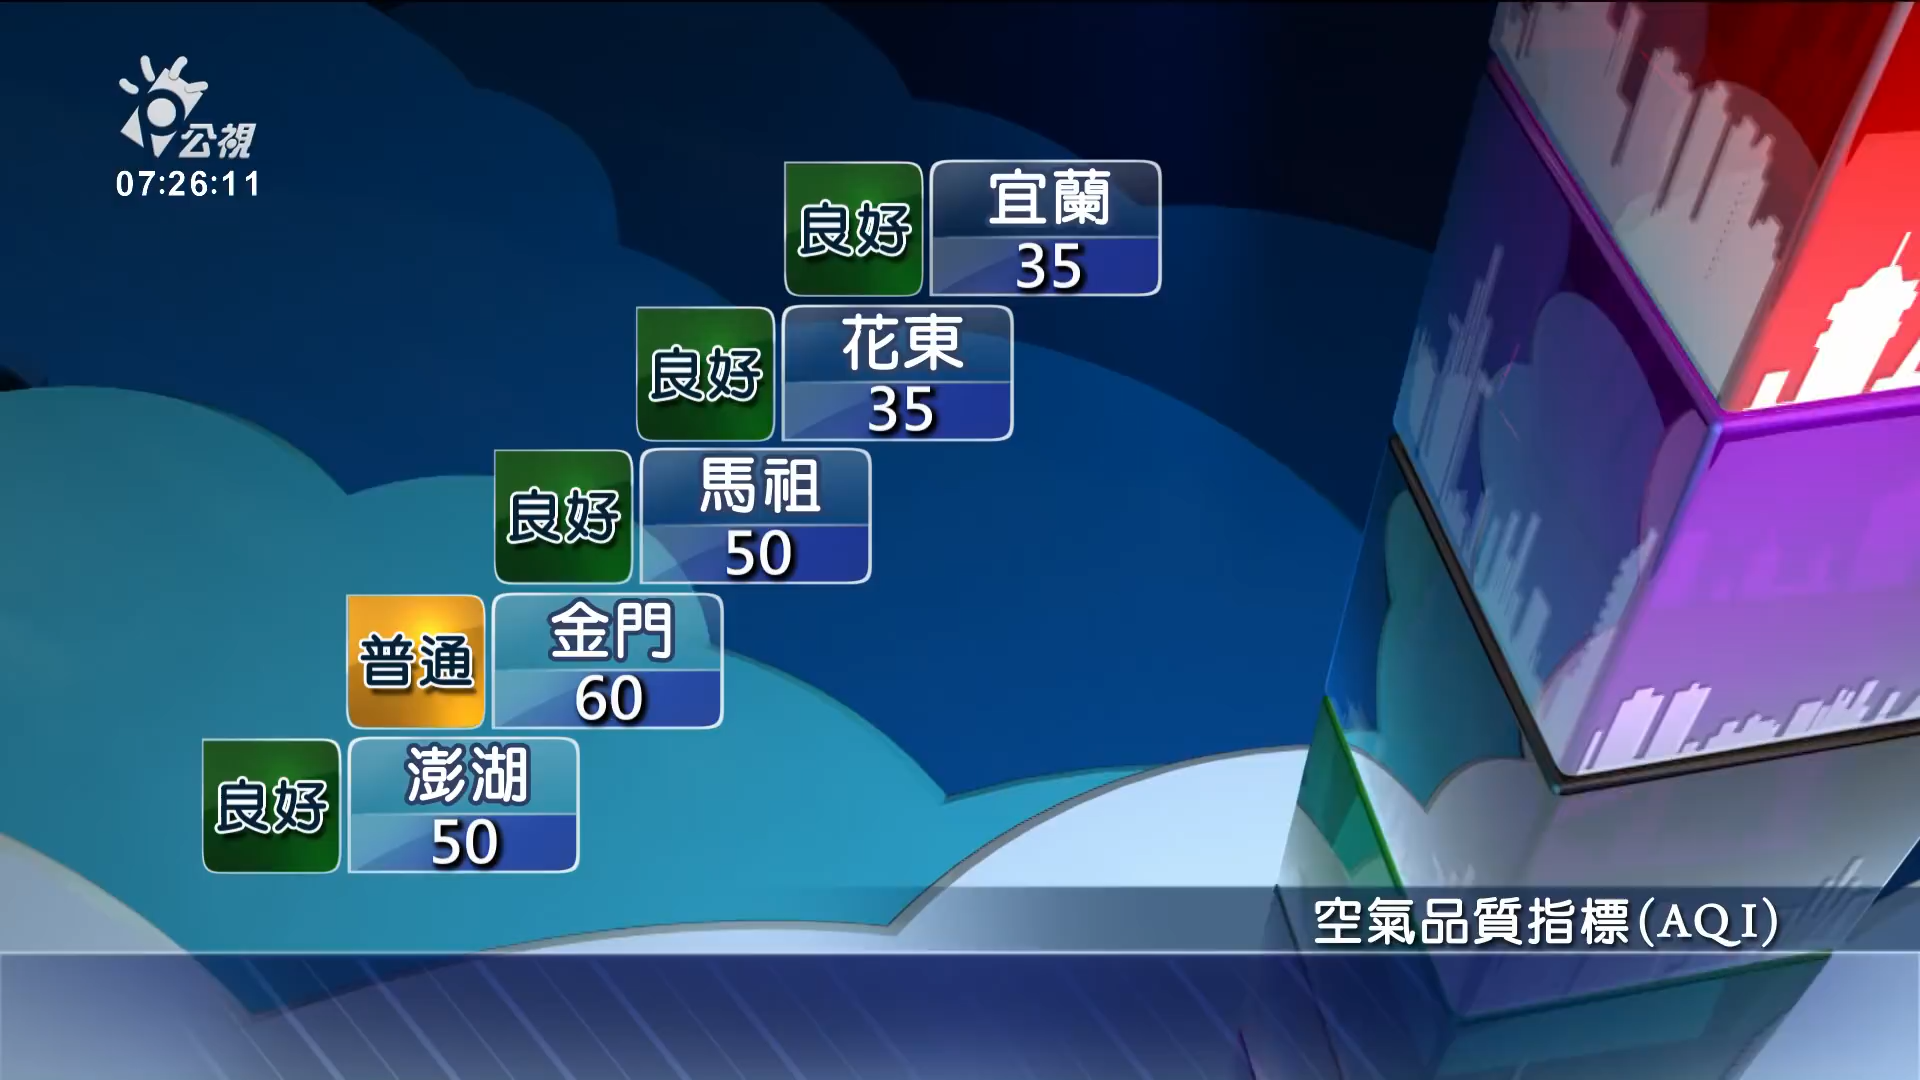 公視
07:26:11
良好
宜蘭
35
良好
花東
35
良好
馬祖
50
普通
金門
60
良好
澎湖
50
空氣品質指標(AQI)